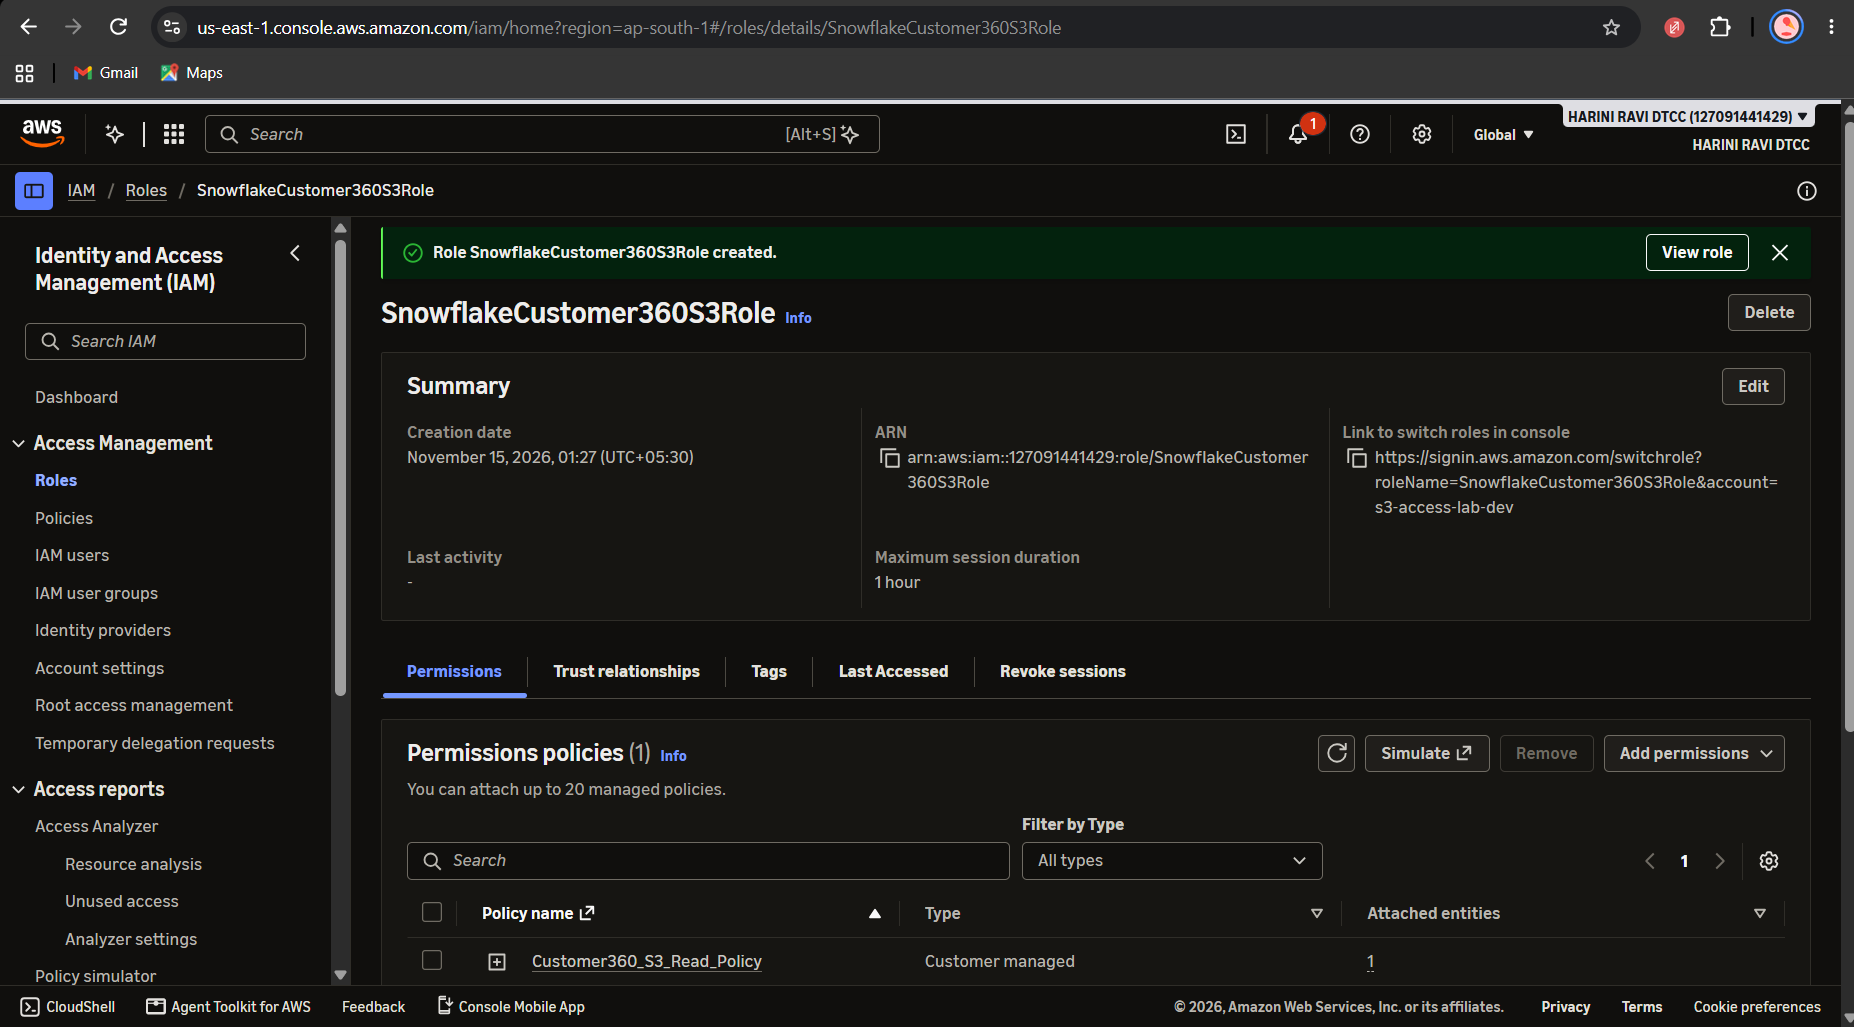 us-east-1.console.aws.amazon.com/iam/home?region=ap-south-1#/roles/details/SnowflakeCustomer360S3Role
Gmail
Maps
aws
Search
[Alt+S]
1
Global
HARINI RAVI DTCC (127091441429)
HARINI RAVI DTCC
IAM / Roles / SnowflakeCustomer360S3Role
Identity and Access
Management (IAM)
Search IAM
Dashboard
Access Management
Roles
Policies
IAM users
IAM user groups
Identity providers
Account settings
Root access management
Temporary delegation requests
Access reports
Access Analyzer
Resource analysis
Unused access
Analyzer settings
Policy simulator
Role SnowflakeCustomer360S3Role created.
View role
SnowflakeCustomer360S3Role Info
Delete
Summary
Edit
Creation date
November 15, 2026, 01:27 (UTC+05:30)
ARN
arn:aws:iam::127091441429:role/SnowflakeCustomer
360S3Role
Link to switch roles in console
https://signin.aws.amazon.com/switchrole?
roleName=SnowflakeCustomer360S3Role&account=
s3-access-lab-dev
Last activity
-
Maximum session duration
1 hour
Permissions
Trust relationships
Tags
Last Accessed
Revoke sessions
Permissions policies (1) Info
You can attach up to 20 managed policies.
Simulate
Remove
Add permissions
Filter by Type
Search
All types
1
Policy name
Type
Attached entities
Customer360_S3_Read_Policy
Customer managed
1
CloudShell
Agent Toolkit for AWS
Feedback
Console Mobile App
© 2026, Amazon Web Services, Inc. or its affiliates.
Privacy
Terms
Cookie preferences